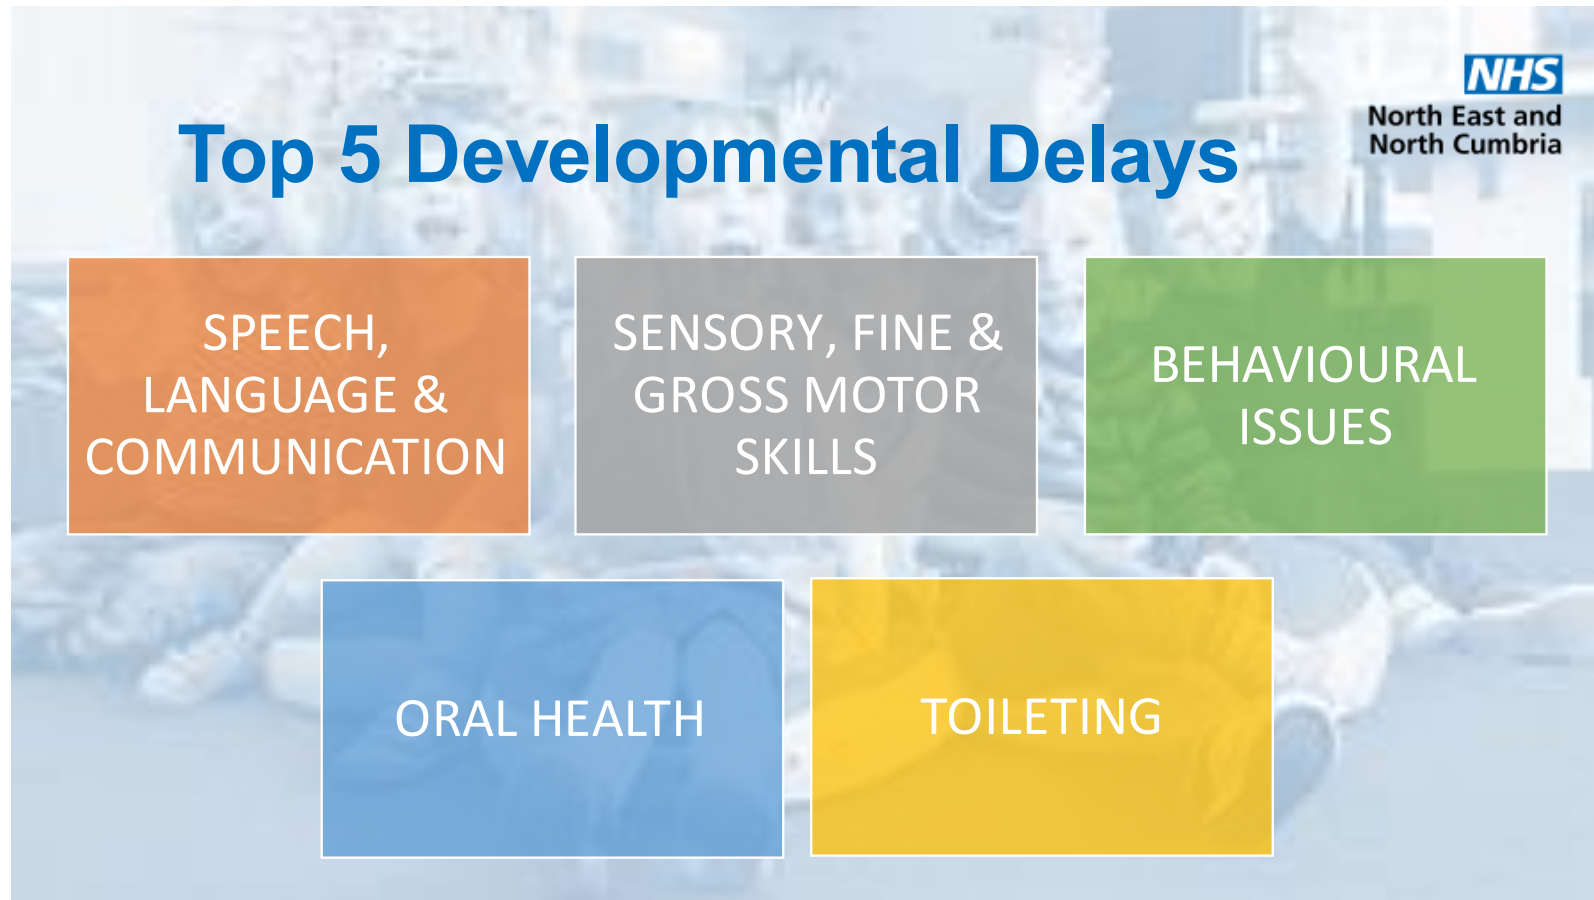 NHS
North East and
North Cumbria
Top 5 Developmental Delays
SPEECH,
LANGUAGE &
COMMUNICATION
SENSORY, FINE &
GROSS MOTOR
SKILLS
BEHAVIOURAL
ISSUES
ORAL HEALTH
TOILETING